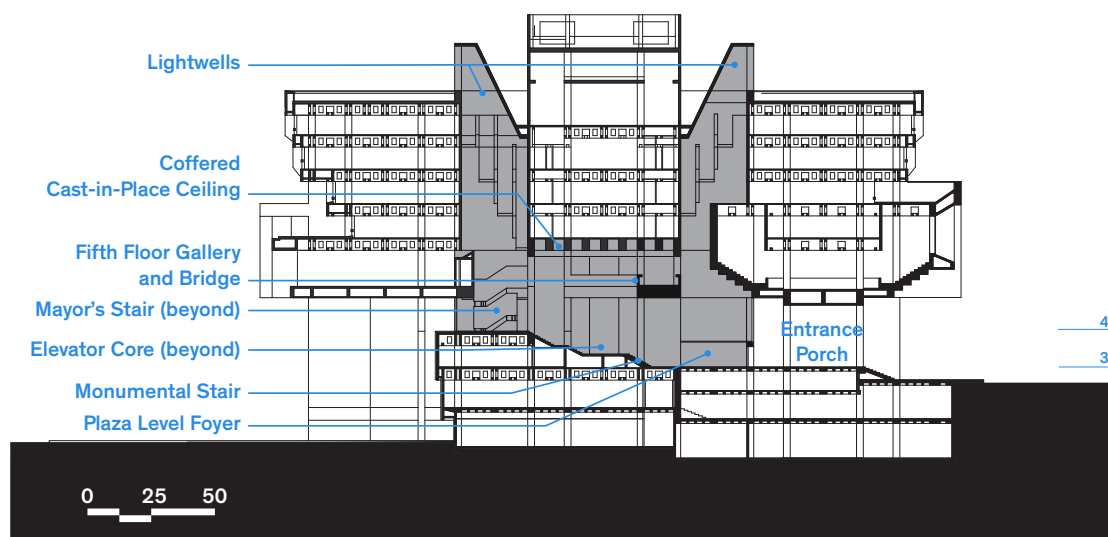 Lightwells
Coffered
Cast-in-Place Ceiling
Fifth Floor Gallery
and Bridge
Mayor's Stair (beyond)
Elevator Core (beyond)
Monumental Stair
Plaza Level Foyer
Entrance
Porch
4
3
0 25 50